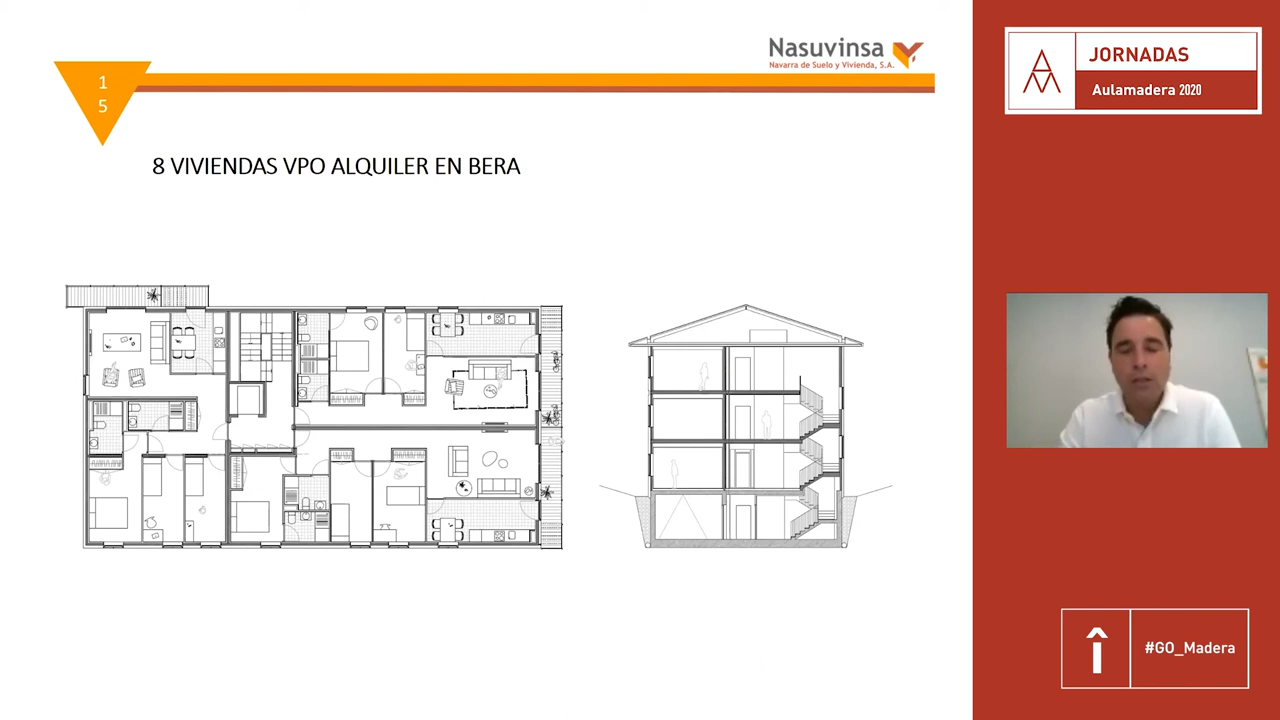 Nasuvinsa
Navarra de Suelo y Vivienda, S.A.
1
5
8 VIVIENDAS VPO ALQUILER EN BERA
JORNADAS
Aulamadera 2020
#GO_Madera